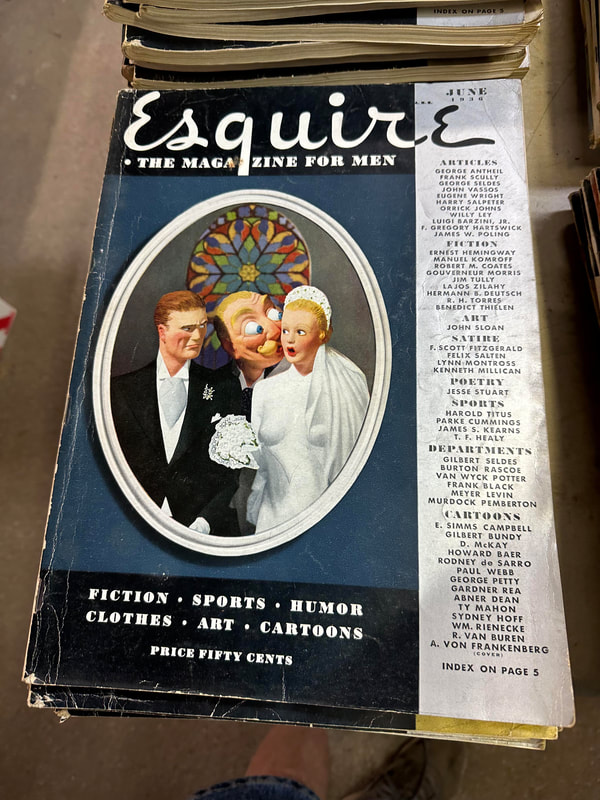 INDEX ON PAGE 5
Esquire
JUNE
1936
• THE MAGAZINE FOR MEN
ARTICLES
GEORGE ANTHEIL
FRANK SCULLY
GEORGE SELDES
JOHN VASSOS
EUGENE WRIGHT
HARRY SALPETER
ORRICK JOHNS
WILLY LEY
LUIGI BARZINI, JR.
F. GREGORY HARTSWICK
JAMES W. POLING
FICTION
ERNEST HEMINGWAY
MANUEL KOMROFF
ROBERT M. COATES
GOUVERNEUR MORRIS
JIM TULLY
LAJOS ZILAHY
HERMANN B. DEUTSCH
R. H. TORRES
BENEDICT THIELEN
ART
JOHN SLOAN
SATIRE
F. SCOTT FITZGERALD
FELIX SALTEN
LYNN MONTROSS
KENNETH MILLICAN
POETRY
JESSE STUART
SPORTS
HAROLD TITUS
PARKE CUMMINGS
JAMES S. KEARNS
T. F. HEALY
DEPARTMENTS
GILBERT SELDES
BURTON RASCOE
VAN WYCK POTTER
FRANK BLACK
MEYER LEVIN
MURDOCK PEMBERTON
CARTOONS
E. SIMMS CAMPBELL
GILBERT BUNDY
D. McKAY
HOWARD BAER
RODNEY de SARRO
PAUL WEBB
GEORGE PETTY
GARDNER REA
ABNER DEAN
TY MAHON
SYDNEY HOFF
WM. RIENECKE
R. VAN BUREN
A. VON FRANKENBERG
(COVER)
INDEX ON PAGE 5
FICTION • SPORTS • HUMOR
CLOTHES • ART • CARTOONS
PRICE FIFTY CENTS